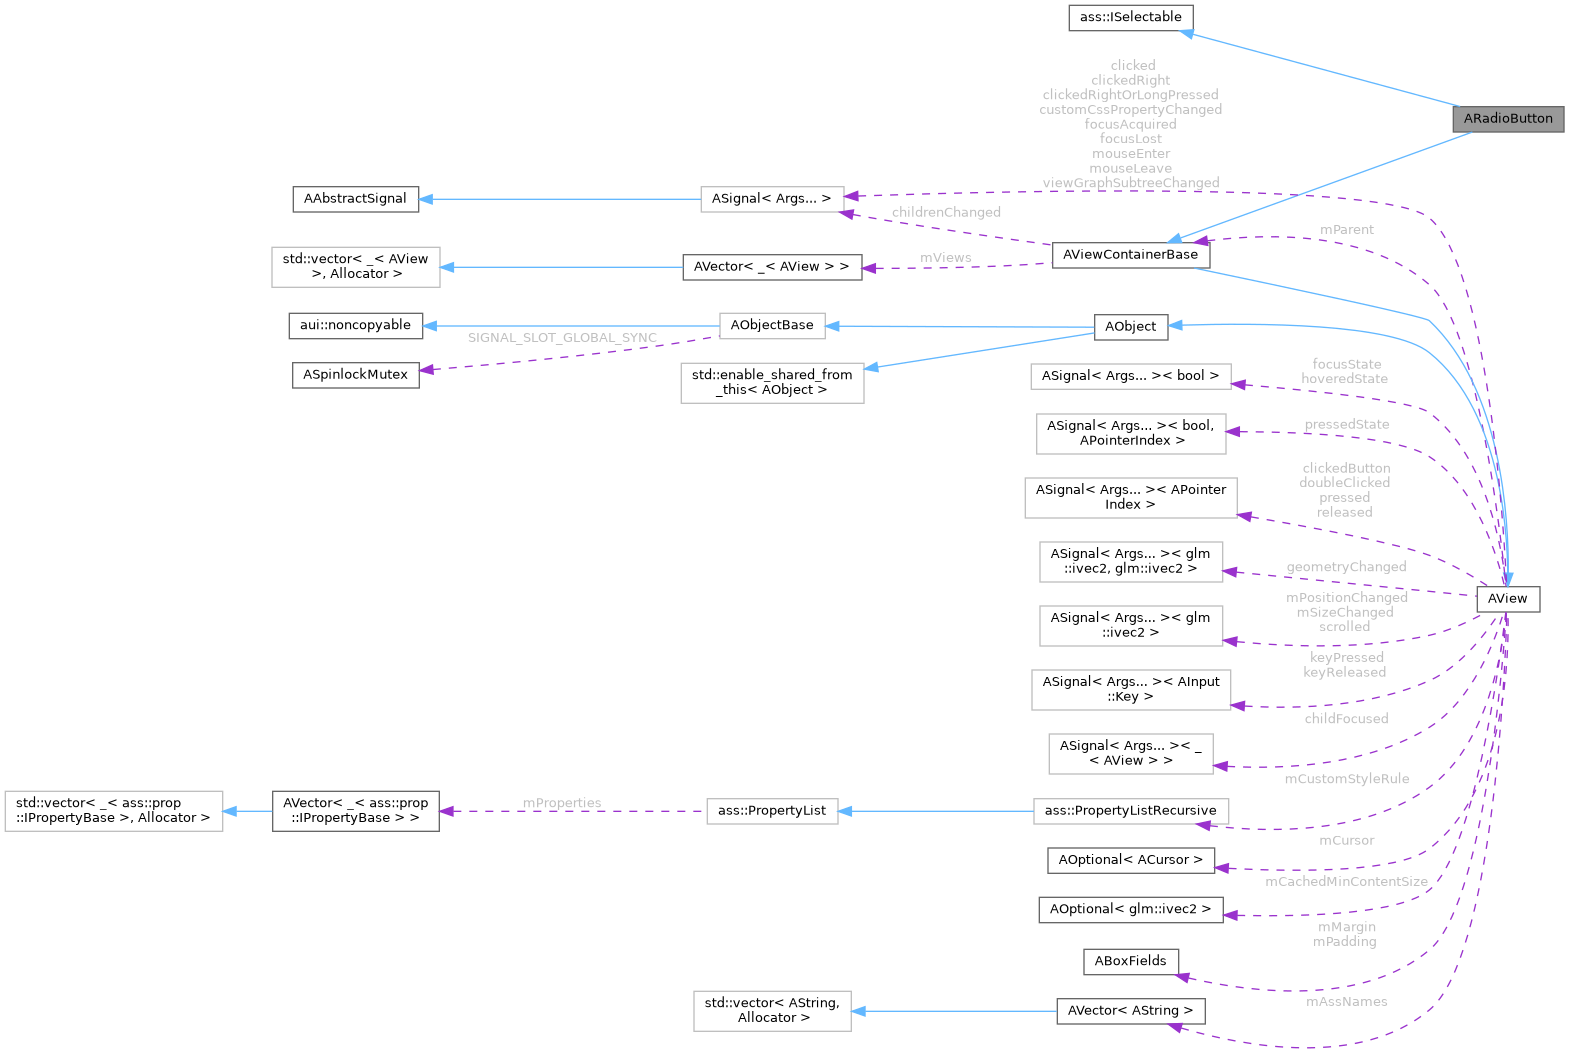 ass::ISelectable
clicked
clickedRight
clickedRightOrLongPressed
customCssPropertyChanged
focusAcquired
focusLost
mouseEnter
mouseLeave
viewGraphSubtreeChanged
ARadioButton
AAbstractSignal
ASignal< Args... >
childrenChanged
mParent
std::vector< _< AView
>, Allocator >
AVector< _< AView > >
mViews
AViewContainerBase
aui::noncopyable
AObjectBase
AObject
SIGNAL_SLOT_GLOBAL_SYNC
ASpinlockMutex
std::enable_shared_from
_this< AObject >
ASignal< Args... >< bool >
focusState
hoveredState
ASignal< Args... >< bool,
APointerIndex >
pressedState
ASignal< Args... >< APointer
Index >
clickedButton
doubleClicked
pressed
released
ASignal< Args... >< glm
::ivec2, glm::ivec2 >
geometryChanged
AView
ASignal< Args... >< glm
::ivec2 >
mPositionChanged
mSizeChanged
scrolled
ASignal< Args... >< AInput
::Key >
keyPressed
keyReleased
ASignal< Args... >< _
< AView > >
childFocused
mCustomStyleRule
std::vector< _< ass::prop
::IPropertyBase >, Allocator >
AVector< _< ass::prop
::IPropertyBase > >
mProperties
ass::PropertyList
ass::PropertyListRecursive
AOptional< ACursor >
mCursor
AOptional< glm::ivec2 >
mCachedMinContentSize
ABoxFields
mMargin
mPadding
std::vector< AString,
Allocator >
AVector< AString >
mAssNames